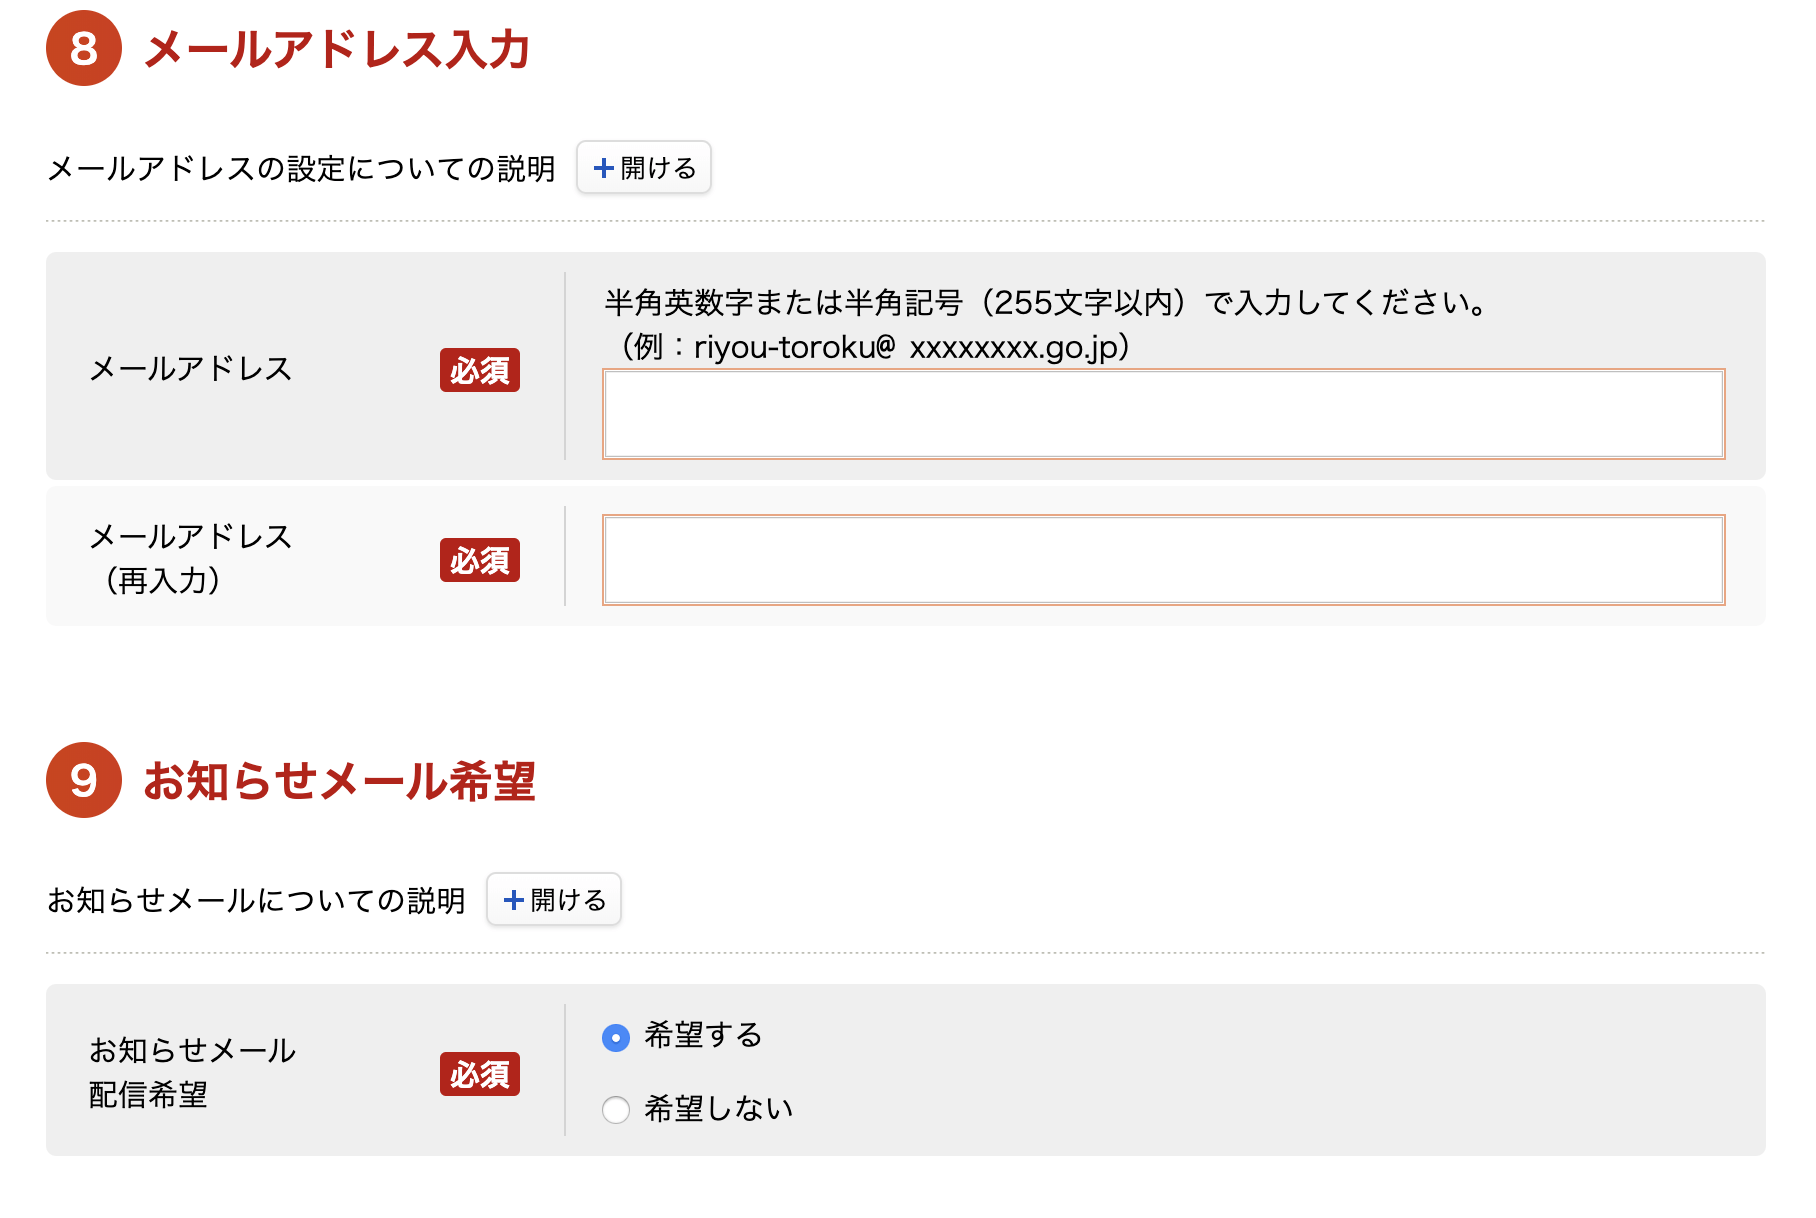 8 メールアドレス入力
メールアドレスの設定についての説明 +開ける
半角英数字または半角記号（255文字以内）で入力してください。
（例：riyou-toroku@ xxxxxxxx.go.jp）
メールアドレス 必須
メールアドレス
（再入力）
必須
9 お知らせメール希望
お知らせメールについての説明 +開ける
お知らせメール
配信希望
必須
希望する
希望しない